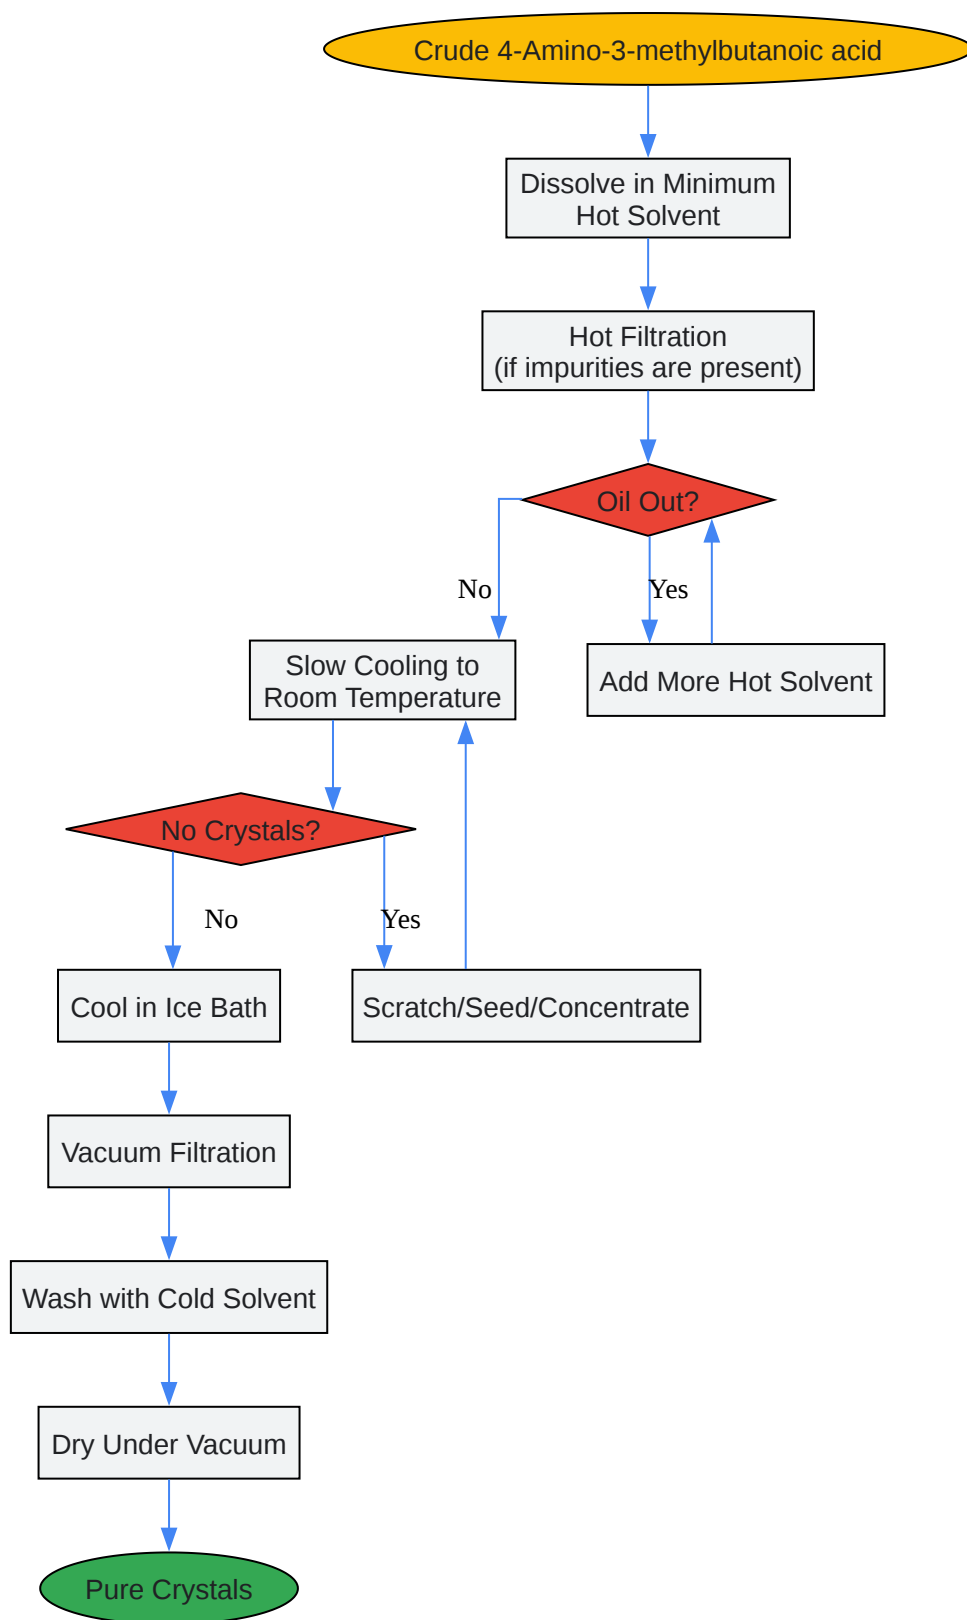 Crude 4-Amino-3-methylbutanoic acid
Dissolve in Minimum
Hot Solvent
Hot Filtration
(if impurities are present)
Oil Out?
No
Yes
Slow Cooling to
Room Temperature
Add More Hot Solvent
No Crystals?
No
Yes
Cool in Ice Bath
Scratch/Seed/Concentrate
Vacuum Filtration
Wash with Cold Solvent
Dry Under Vacuum
Pure Crystals